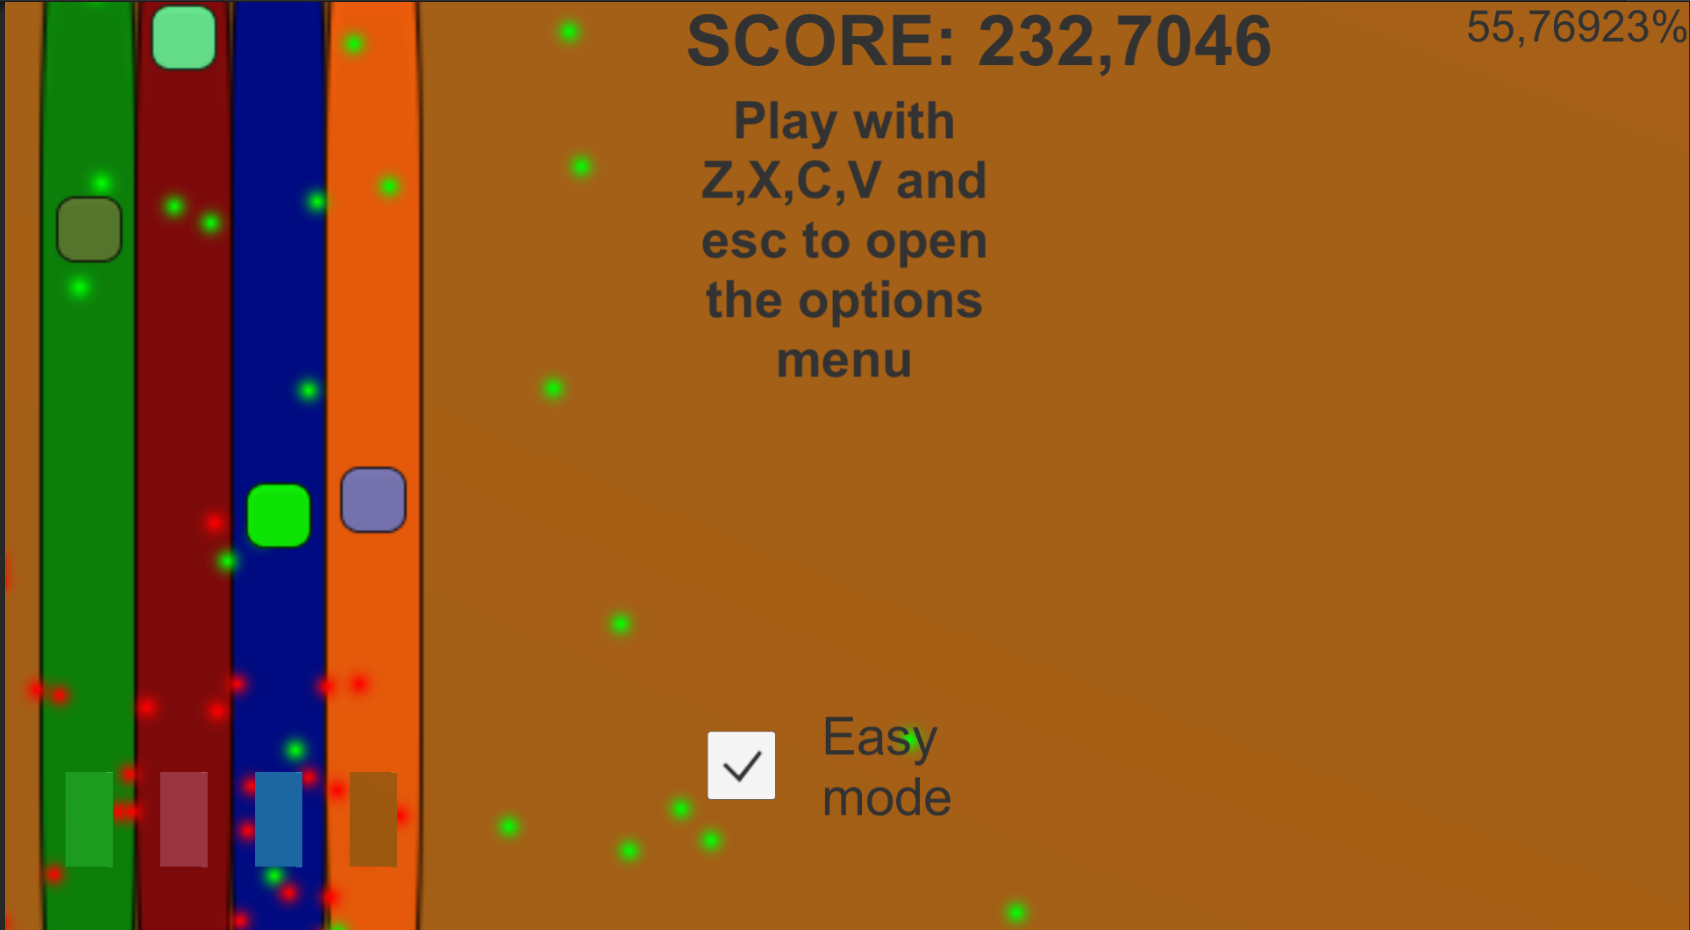 SCORE: 232,7046
55,76923%
Play with
Z,X,C,V and
esc to open
the options
menu
Easy
mode